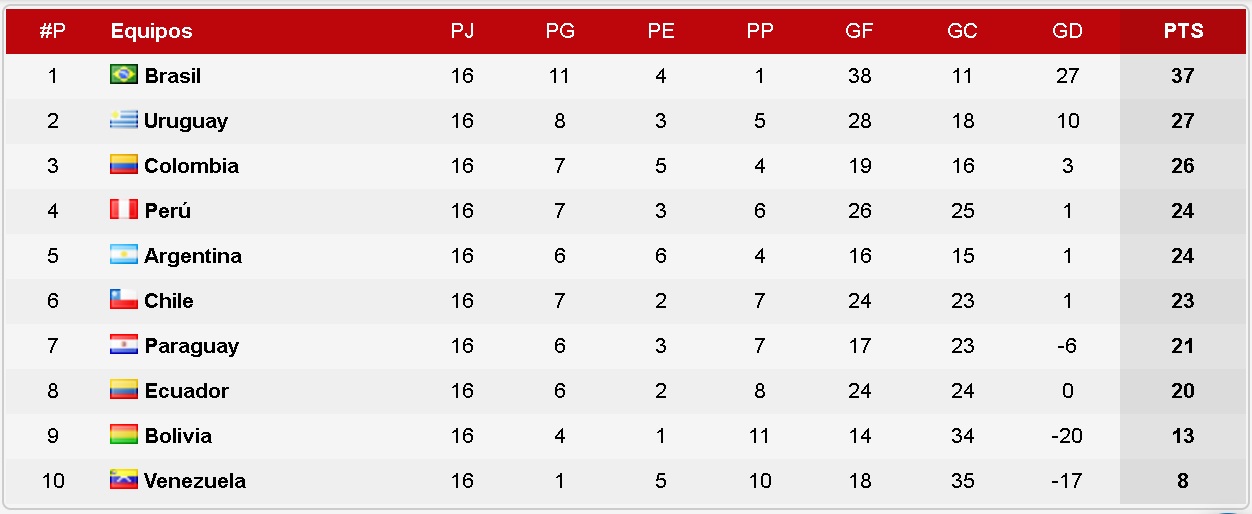 #P Equipos PJ PG PE PP GF GC GD PTS
1 Brasil 16 11 4 1 38 11 27 37
2 Uruguay 16 8 3 5 28 18 10 27
3 Colombia 16 7 5 4 19 16 3 26
4 Perú 16 7 3 6 26 25 1 24
5 Argentina 16 6 6 4 16 15 1 24
6 Chile 16 7 2 7 24 23 1 23
7 Paraguay 16 6 3 7 17 23 -6 21
8 Ecuador 16 6 2 8 24 24 0 20
9 Bolivia 16 4 1 11 14 34 -20 13
10 Venezuela 16 1 5 10 18 35 -17 8